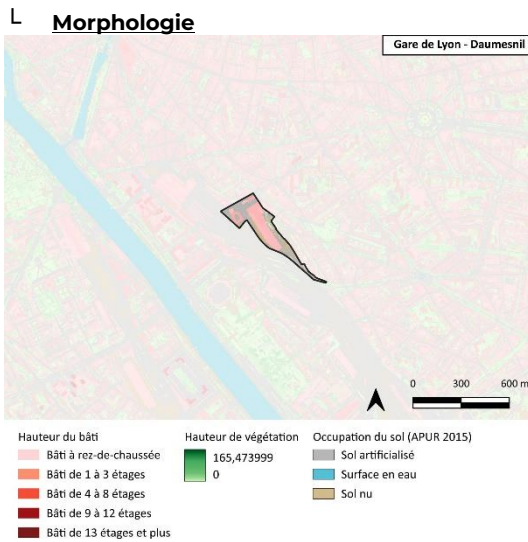 L
Morphologie
Gare de Lyon - Daumesnil
0 300 600 m
Hauteur du bâti
Bâti à rez-de-chaussée
Bâti de 1 à 3 étages
Bâti de 4 à 8 étages
Bâti de 9 à 12 étages
Bâti de 13 étages et plus
Hauteur de végétation
165,473999
0
Occupation du sol (APUR 2015)
Sol artificialisé
Surface en eau
Sol nu